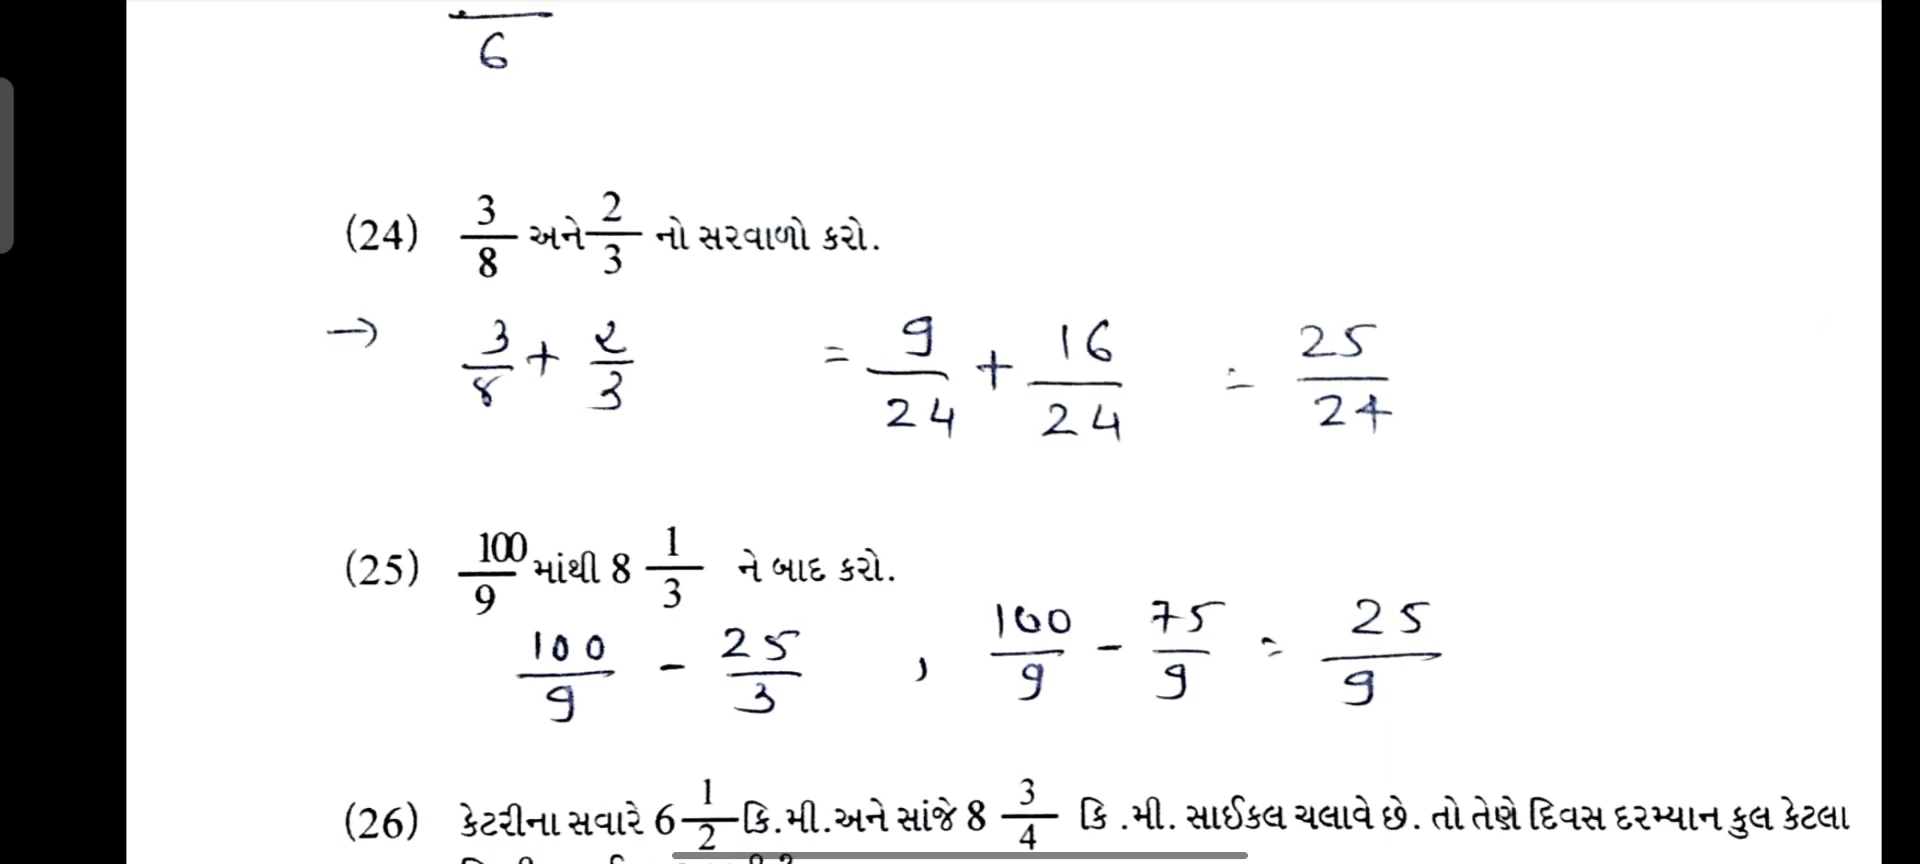 6
(24) 3/8 અને 2/3 નો સરવાળો કરો.
→ 3/8 + 2/3 = 9/24 + 16/24 = 25/24
(25) 100/9 માંથી 8 1/3 ને બાદ કરો.
100/9 - 25/3 , 100/9 - 75/9 = 25/9
(26) કેટરીના સવારે 6 1/2 કિ.મી.અને સાંજે 8 3/4 કિ .મી. સાઈકલ ચલાવે છે. તો તેણે દિવસ દરમ્યાન કુલ કેટલા